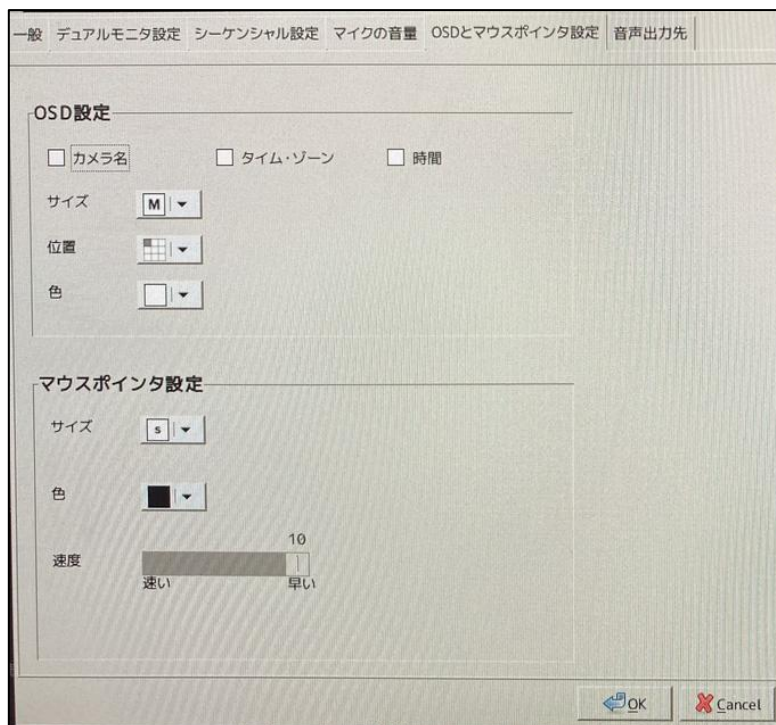 一般 デュアルモニタ設定 シーケンシャル設定 マイクの音量 OSDとマウスポインタ設定 音声出力先
OSD設定
カメラ名 タイム・ゾーン 時間
サイズ M
位置
色
マウスポインタ設定
サイズ s
色
10
速度
速い 早い
OK Cancel